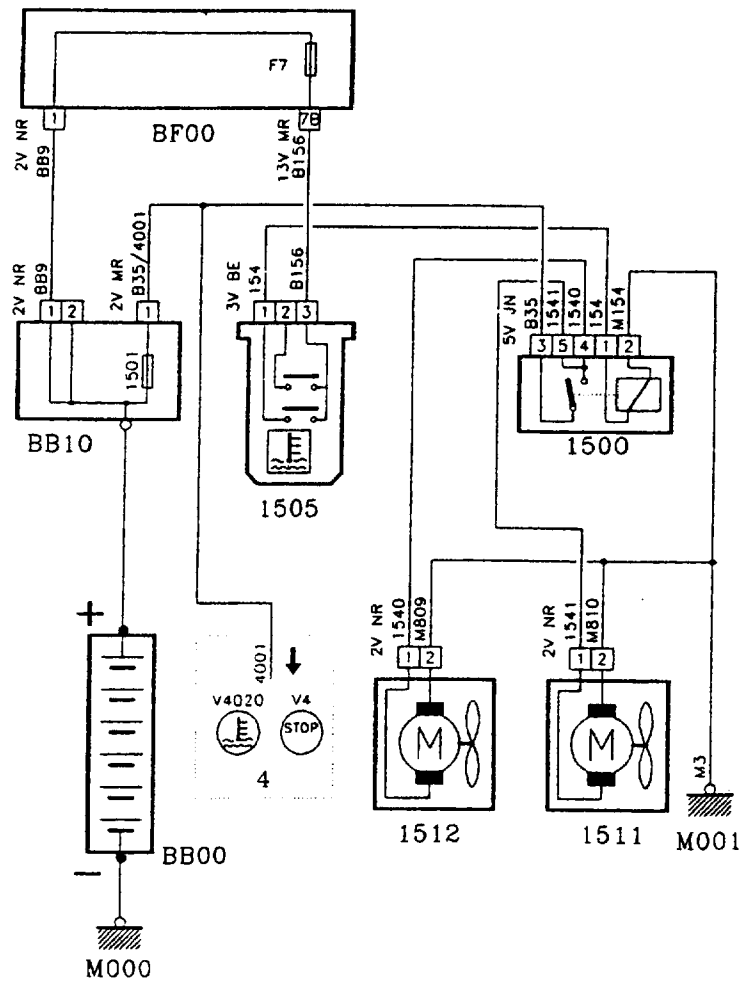 F7
1
7B
BF00
2V NR
BB9
13V MR
B156
2V NR
BB9
2V MR
B35/4001
3V BE
154
B156
5V JN
B35
1541
1540
154
M154
1 2
1
1 2 3
3 5 4 1 2
1501
BB10
1505
1500
+
2V NR
1540
M809
2V NR
1541
M810
1 2
1 2
4001
V4020
V4
STOP
M
M
4
M3
1512
1511
M001
BB00
−
M000